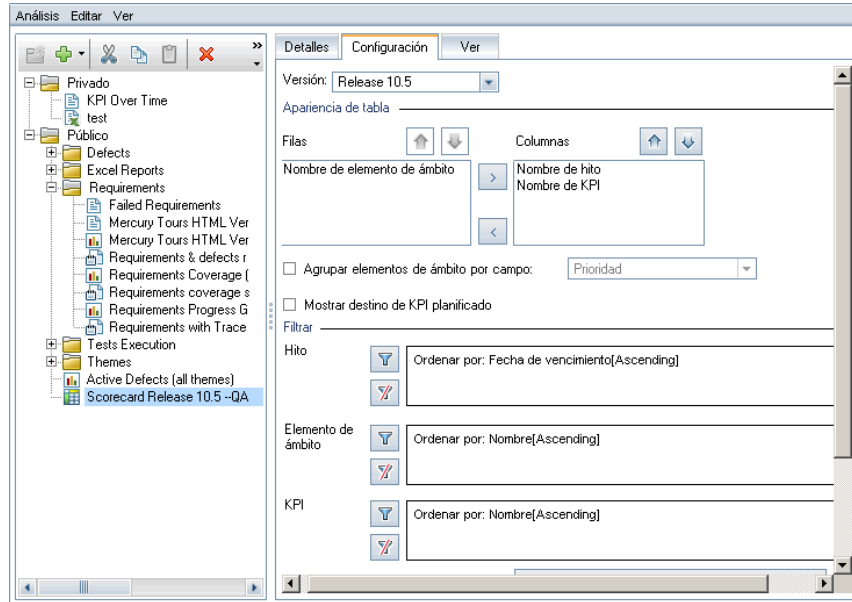 Análisis Editar Ver
»
Privado
KPI Over Time
test
Público
Defects
Excel Reports
Requirements
Failed Requirements
Mercury Tours HTML Ver
Mercury Tours HTML Ver
Requirements & defects r
Requirements Coverage (
Requirements coverage s
Requirements Progress G
Requirements with Trace
Tests Execution
Themes
Active Defects (all themes)
Scorecard Release 10.5 --QA
Detalles Configuración Ver
Versión: Release 10.5
Apariencia de tabla
Filas Columnas
Nombre de elemento de ámbito
>
<
Nombre de hito
Nombre de KPI
Agrupar elementos de ámbito por campo: Prioridad
Mostrar destino de KPI planificado
Filtrar
Hito
Ordenar por: Fecha de vencimiento[Ascending]
Elemento de
ámbito
Ordenar por: Nombre[Ascending]
KPI
Ordenar por: Nombre[Ascending]